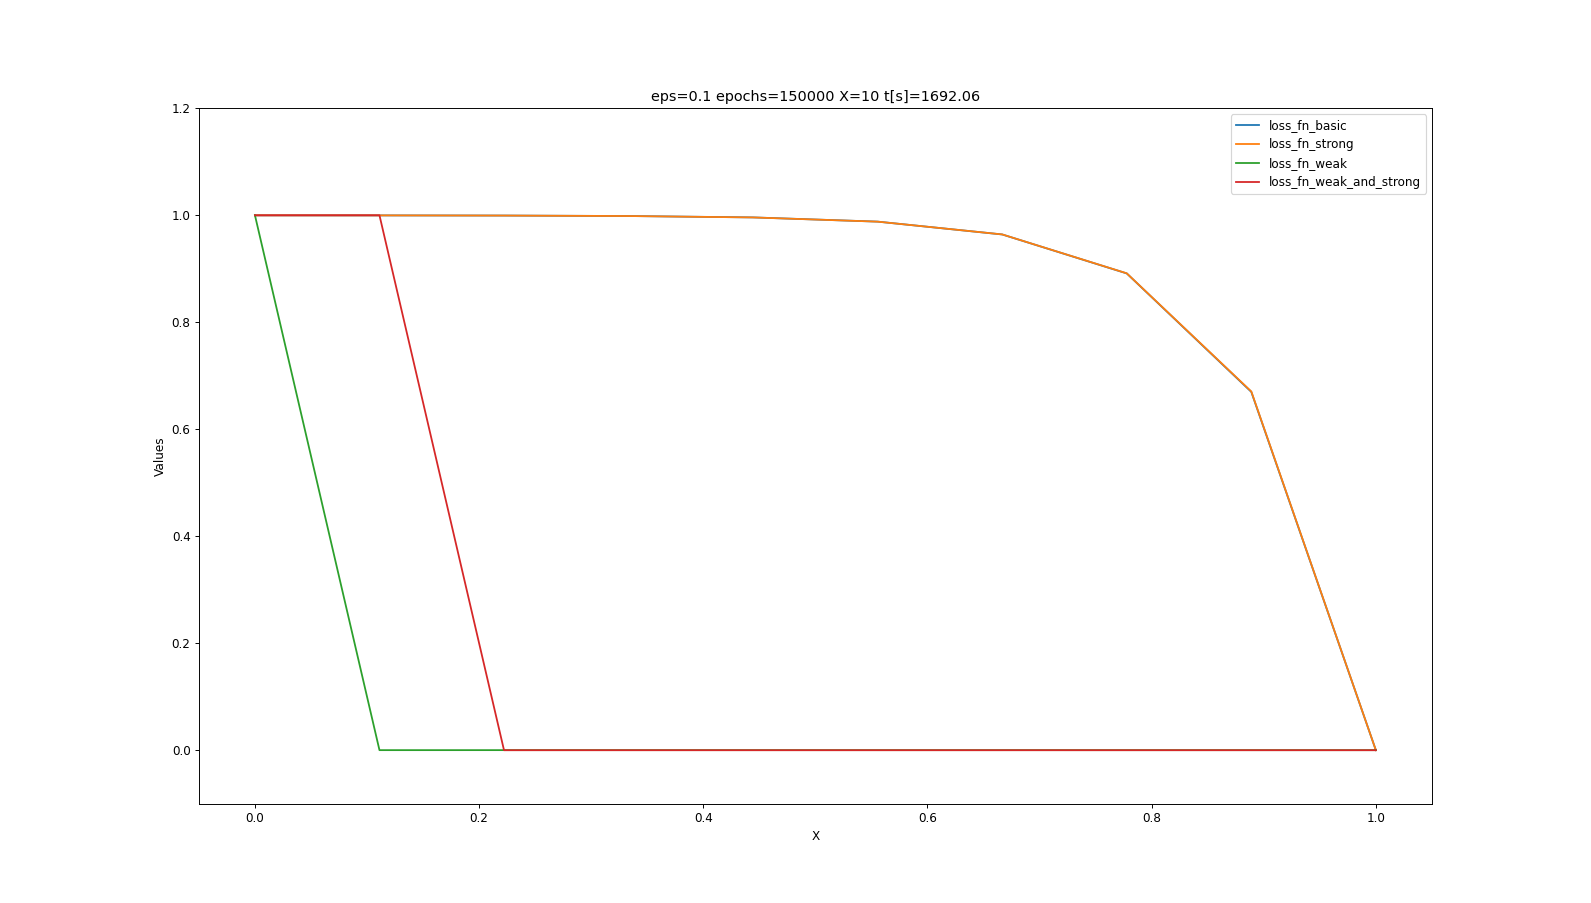 eps=0.1 epochs=150000 X=10 t[s]=1692.06
1.2
1.0
0.8
0.6
0.4
0.2
0.0
Values
loss_fn_basic
loss_fn_strong
loss_fn_weak
loss_fn_weak_and_strong
0.0 0.2 0.4 0.6 0.8 1.0
X